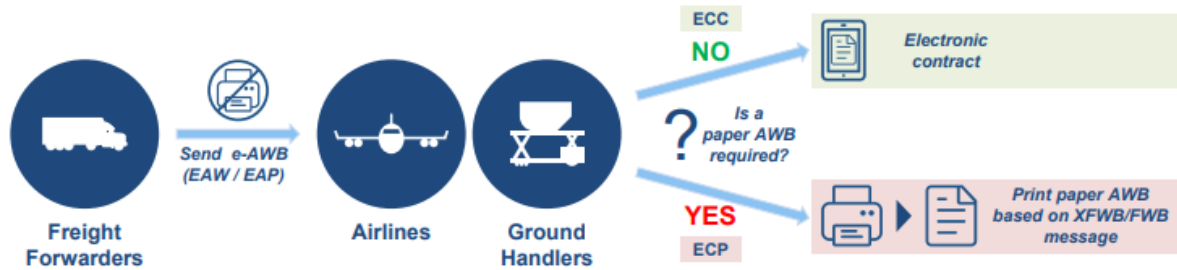 Freight
Forwarders
Send e-AWB
(EAW / EAP)
Airlines
Ground
Handlers
ECC
NO
?
Is a
paper AWB
required?
YES
ECP
Electronic
contract
Print paper AWB
based on XFWB/FWB
message